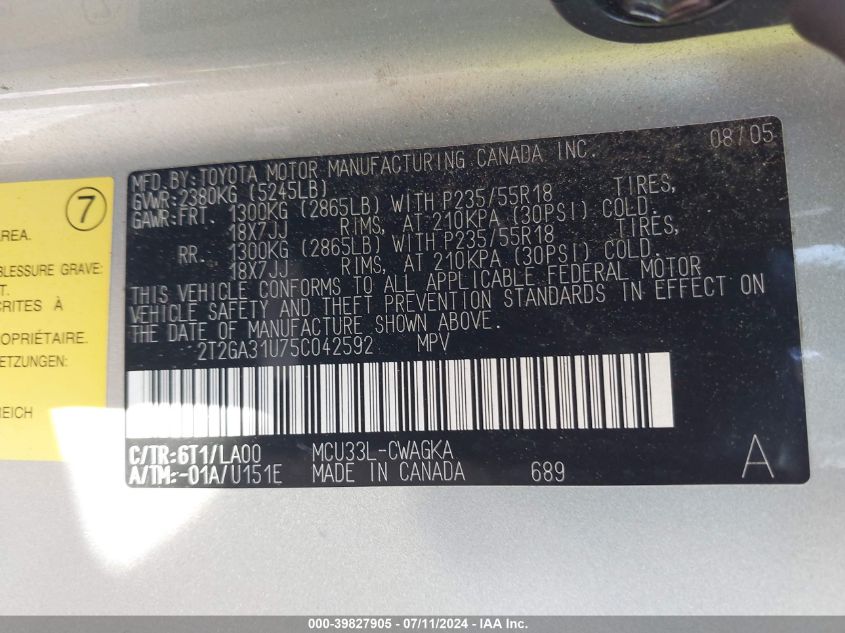 MFD. BY: TOYOTA MOTOR MANUFACTURING CANADA INC. 08/05
GVWR: 2380KG (5245LB)
GAWR: FRT. 1300KG (2865LB) WITH P235/55R18 TIRES,
18X7JJ RIMS, AT 210KPA (30PSI) COLD.
RR. 1300KG (2865LB) WITH P235/55R18 TIRES,
18X7JJ RIMS, AT 210KPA (30PSI) COLD.
THIS VEHICLE CONFORMS TO ALL APPLICABLE FEDERAL MOTOR
VEHICLE SAFETY AND THEFT PREVENTION STANDARDS IN EFFECT ON
THE DATE OF MANUFACTURE SHOWN ABOVE.
2T2GA31U75C042592 MPV
C/TR:6T1/LA00 MCU33L-CWAGKA
A/TM:-01A/U151E MADE IN CANADA 689 A
7
AREA.
BLESSURE GRAVE:
T.
CRITES À
OPRIÉTAIRE.
ETZUNGEN:
REICH
000-39827905 - 07/11/2024 - IAA Inc.